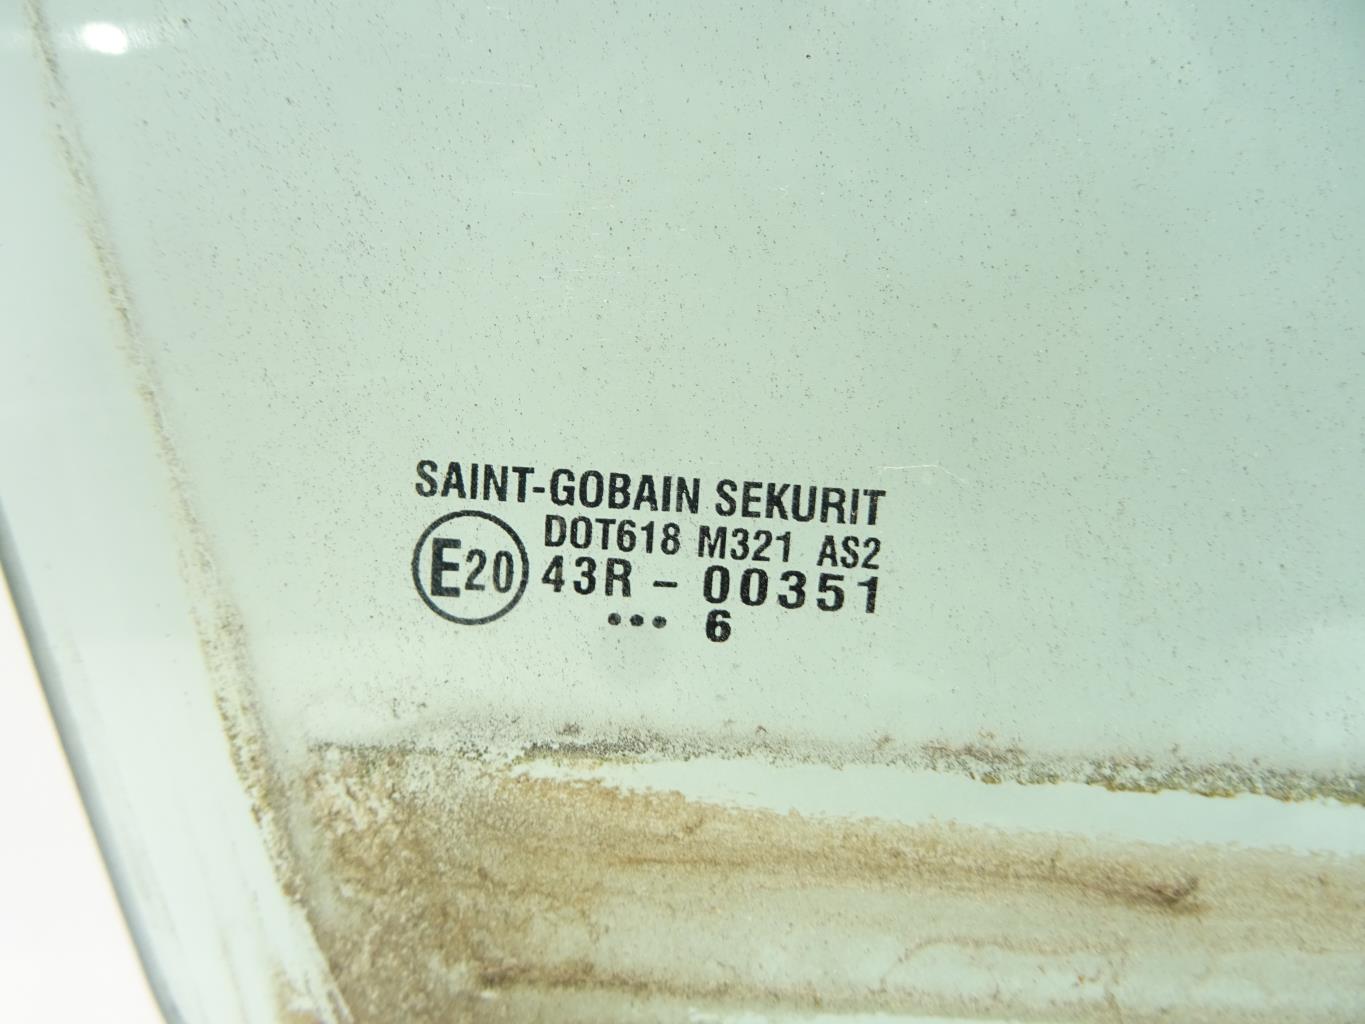 SAINT-GOBAIN SEKURIT
DOT618 M321 AS2
E20 43R - 00351
••• 6